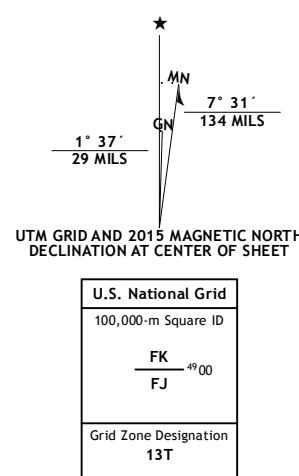 ★
MN
GN
7° 31´
134 MILS
1° 37´
29 MILS
UTM GRID AND 2015 MAGNETIC NORTH
DECLINATION AT CENTER OF SHEET
U.S. National Grid
100,000-m Square ID
FK
4900
FJ
Grid Zone Designation
13T